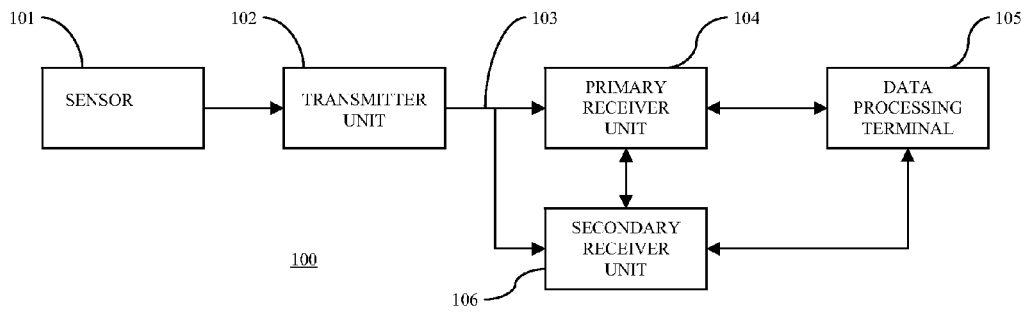 101
102
103
104
105
SENSOR
TRANSMITTER
UNIT
PRIMARY
RECEIVER
UNIT
DATA
PROCESSING
TERMINAL
SECONDARY
RECEIVER
UNIT
100
106